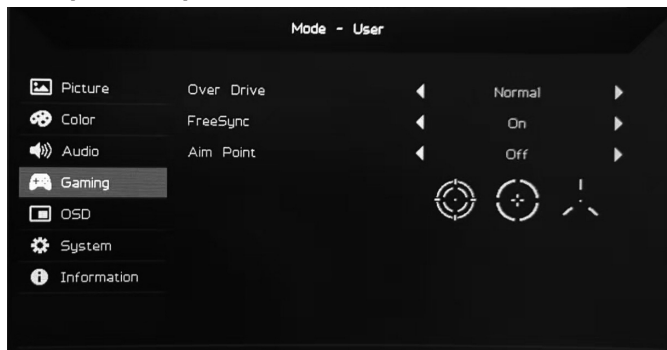 Mode - User
Picture
Over Drive Normal
Color
FreeSync On
Audio
Aim Point Off
Gaming
OSD
System
Information